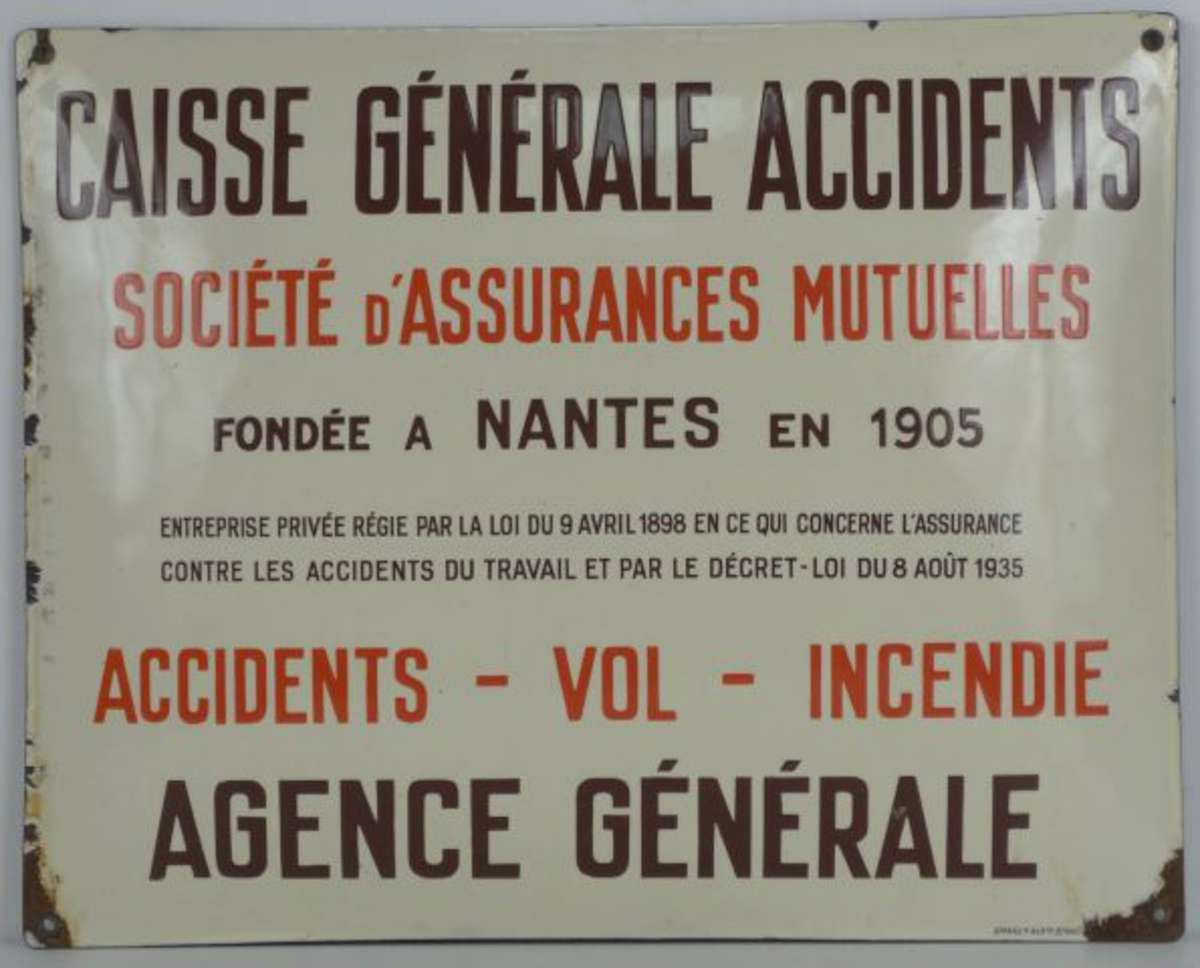 CAISSE GÉNÉRALE ACCIDENTS
SOCIÉTÉ D'ASSURANCES MUTUELLES
FONDÉE A NANTES EN 1905
ENTREPRISE PRIVÉE RÉGIE PAR LA LOI DU 9 AVRIL 1898 EN CE QUI CONCERNE L'ASSURANCE
CONTRE LES ACCIDENTS DU TRAVAIL ET PAR LE DÉCRET-LOI DU 8 AOÛT 1935
ACCIDENTS - VOL - INCENDIE
AGENCE GÉNÉRALE